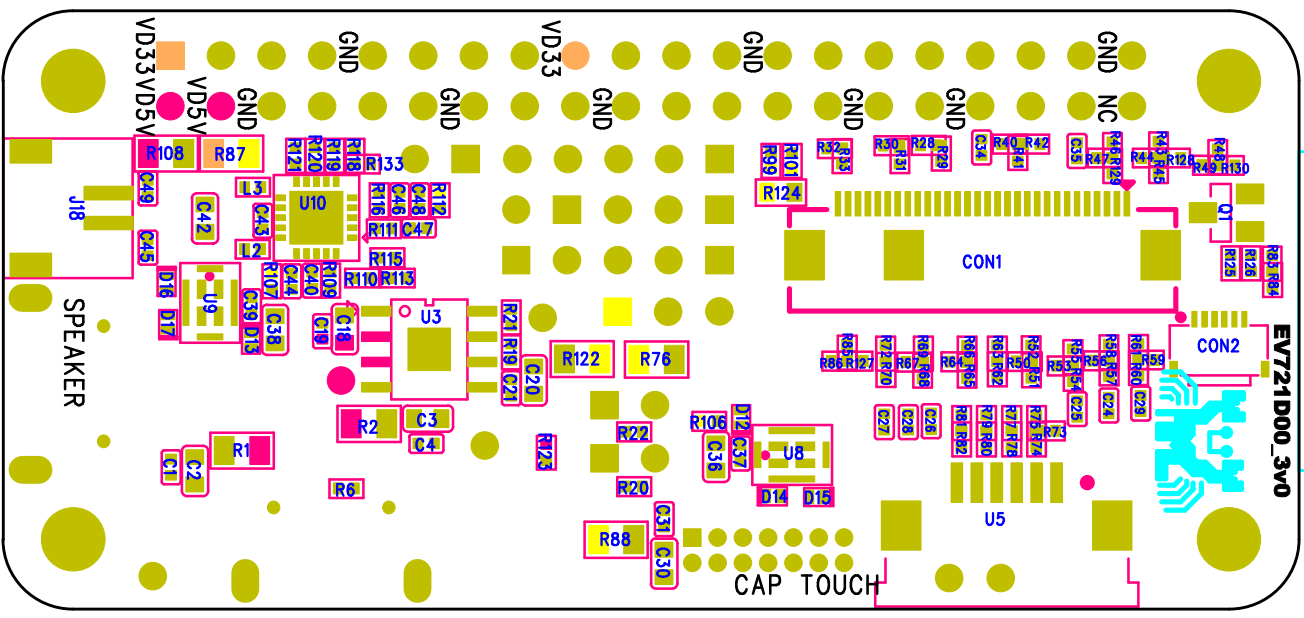 VD33
GND
VD33
GND
GND
VD5V
VD5V
GND
GND
GND
GND
GND
NC
R108
R87
R121
R120
R119
R118
R133
R99
R101
R124
R32
R33
R30
R31
R28
R29
C34
R40
R41
R42
C35
R47
R46
R129
R44
R43
R45
R128
R48
R49
R130
J18
C49
C42
C45
L3
C43
L2
U10
R116
C46
C48
R112
R111
C47
R115
R110
R113
CON1
Q1
R125
R126
R83
R84
D16
D17
U9
R107
C44
C40
R109
C39
D13
C38
C19
C18
U3
R21
R19
C21
C20
R122
R76
R85
R86
R127
R72
R70
R67
R69
R68
R64
R66
R65
R63
R62
R50
R52
R51
R53
R55
R54
R56
R58
R57
R61
R60
R59
CON2
EV721D00_3v0
SPEAKER
R2
C3
C4
R1
C1
C2
R6
R123
R22
R20
R106
D12
C37
C36
U8
D14
D15
C27
C28
C26
R81
R82
R79
R80
R77
R78
R75
R74
R73
C25
C24
C29
U5
R88
C31
C30
CAP TOUCH